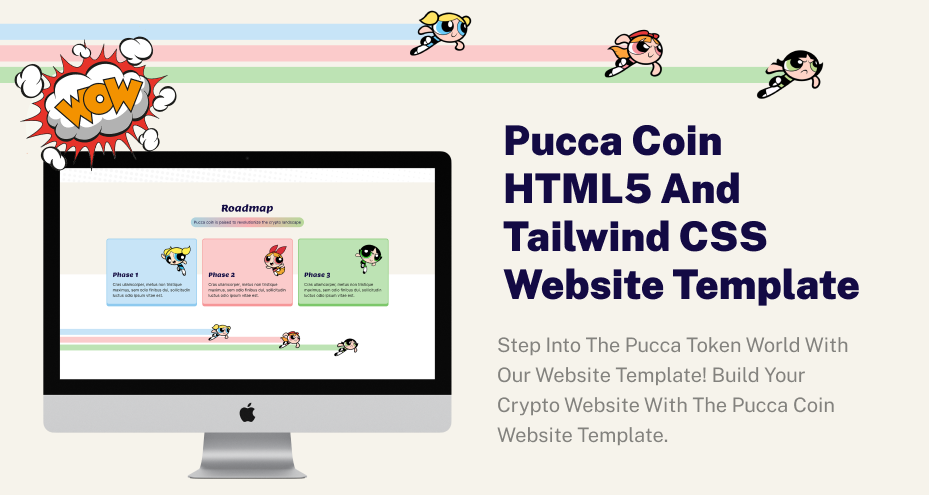 WOW
Pucca Coin
HTML5 And
Tailwind CSS
Website Template
Step Into The Pucca Token World With
Our Website Template! Build Your
Crypto Website With The Pucca Coin
Website Template.
Roadmap
Pucca coin is poised to revolutionize the crypto landscape.
Phase 1
Cras ullamcorper, metus non tristique
maximus, sem odio finibus dui, sollicitudin
luctus odio ipsum vitae est.
Phase 2
Cras ullamcorper, metus non tristique
maximus, sem odio finibus dui, sollicitudin
luctus odio ipsum vitae est.
Phase 3
Cras ullamcorper, metus non tristique
maximus, sem odio finibus dui, sollicitudin
luctus odio ipsum vitae est.